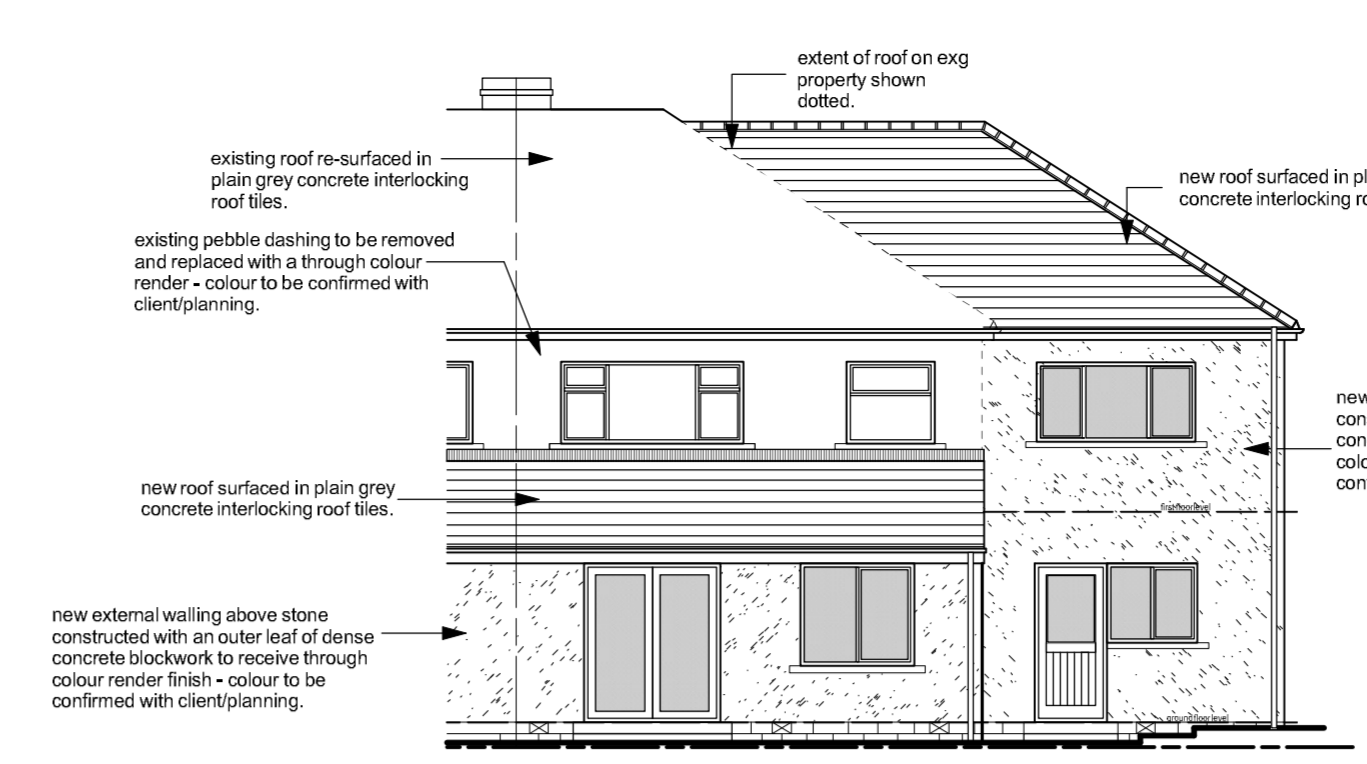 extent of roof on exg
property shown
dotted.
existing roof re-surfaced in
plain grey concrete interlocking
roof tiles.
new roof surfaced in pl
concrete interlocking ro
existing pebble dashing to be removed
and replaced with a through colour
render - colour to be confirmed with
client/planning.
new
con
con
colo
con
new roof surfaced in plain grey
concrete interlocking roof tiles.
first floor level
new external walling above stone
constructed with an outer leaf of dense
concrete blockwork to receive through
colour render finish - colour to be
confirmed with client/planning.
ground floor level